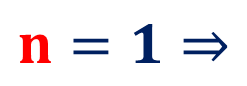 n = 1 ⇒